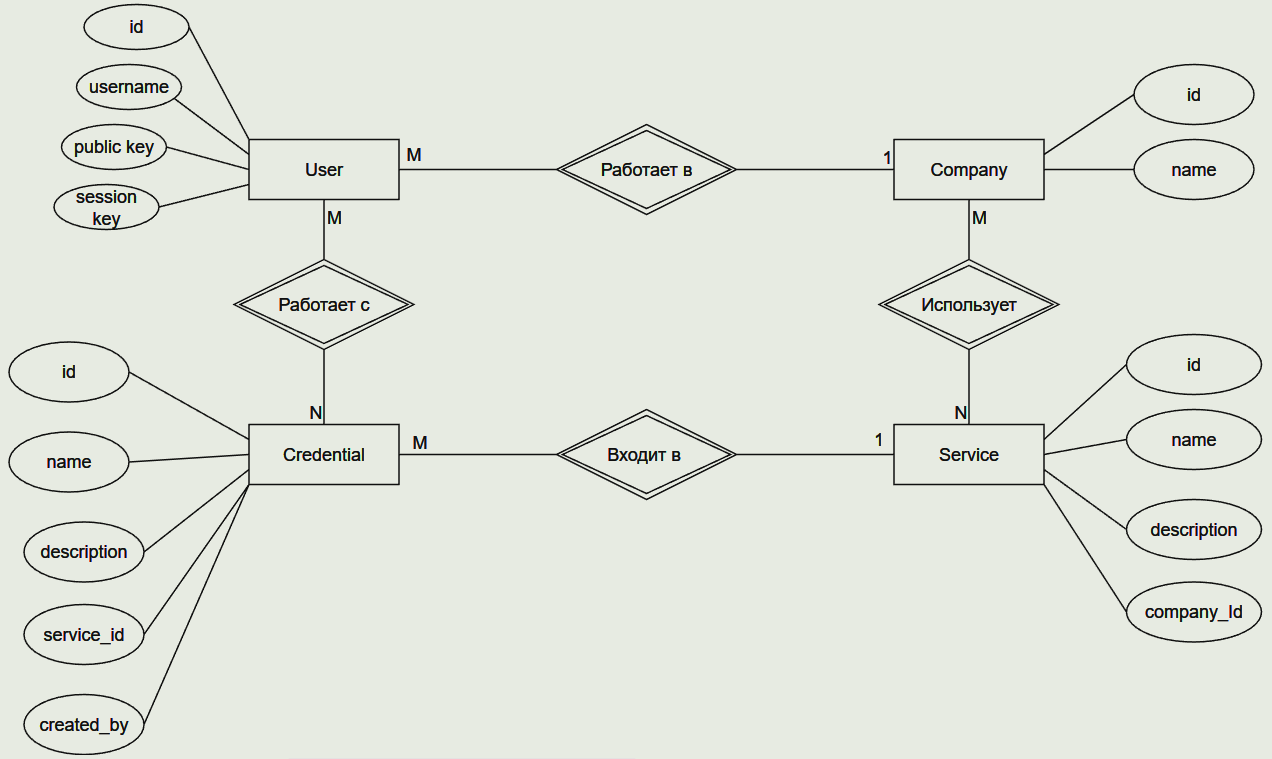 id
username
public key
session
key
User
M
Работает в
1
Company
id
name
M
Работает с
N
M
Использует
N
id
name
description
service_id
created_by
Credential
M
Входит в
1
Service
id
name
description
company_Id